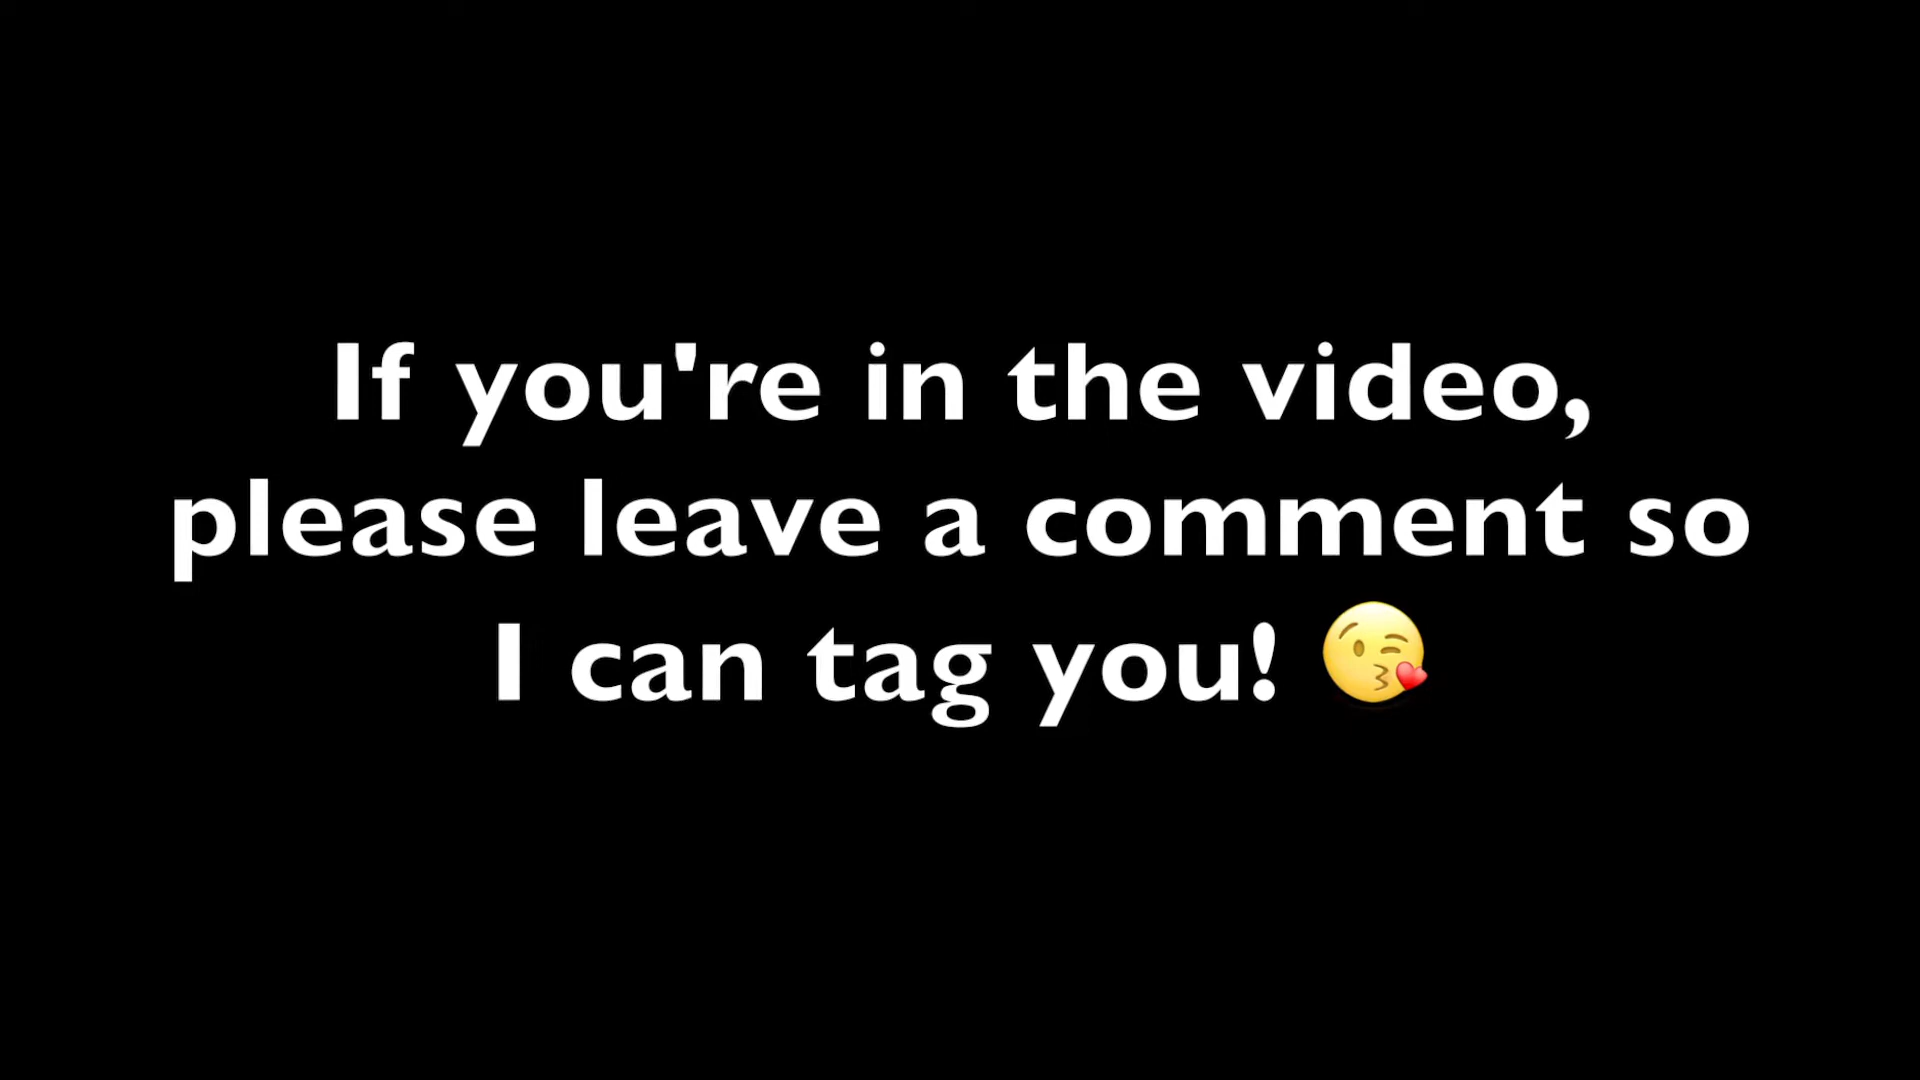 If you're in the video,
please leave a comment so
I can tag you! 😘